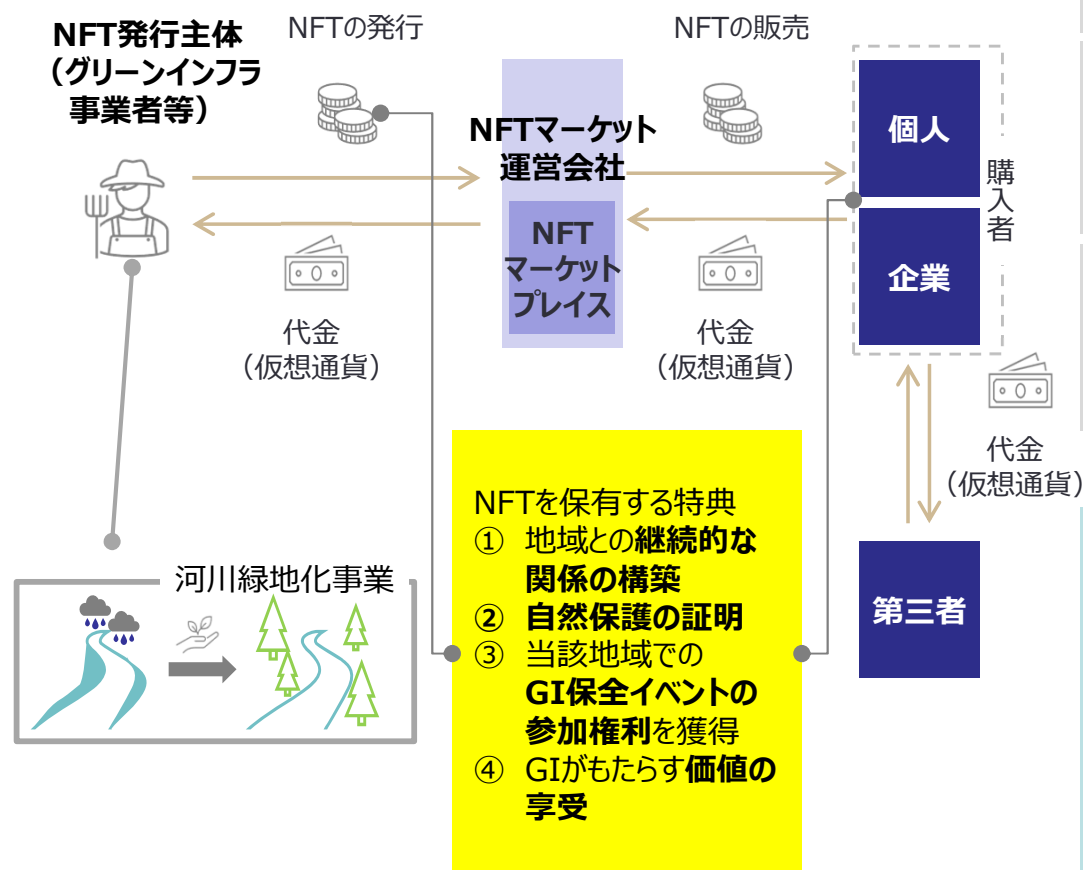 NFT発行主体
（グリーンインフラ
事業者等）
NFTの発行
NFTの販売
NFTマーケット
運営会社
NFT
マーケット
プレイス
個人
企業
購入者
代金
（仮想通貨）
代金
（仮想通貨）
代金
（仮想通貨）
第三者
河川緑地化事業
NFTを保有する特典
① 地域との継続的な
関係の構築
② 自然保護の証明
③ 当該地域での
GI保全イベントの
参加権利を獲得
④ GIがもたらす価値の
享受